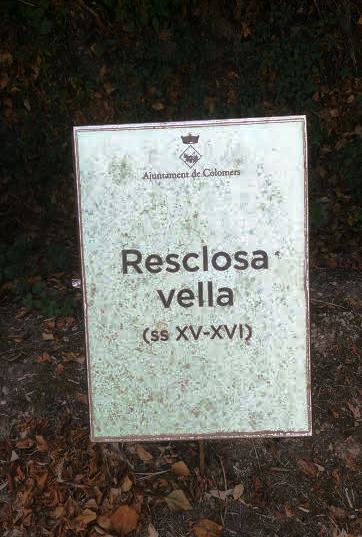 Ajuntament de Colomers
Resclosa
vella
(ss XV-XVI)